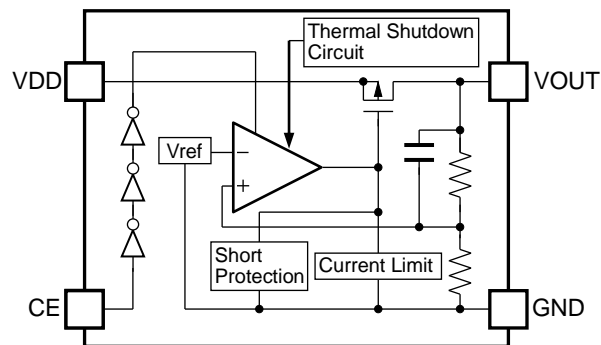 Thermal Shutdown
Circuit
VDD
VOUT
Vref
−
+
Short
Protection
Current Limit
CE
GND